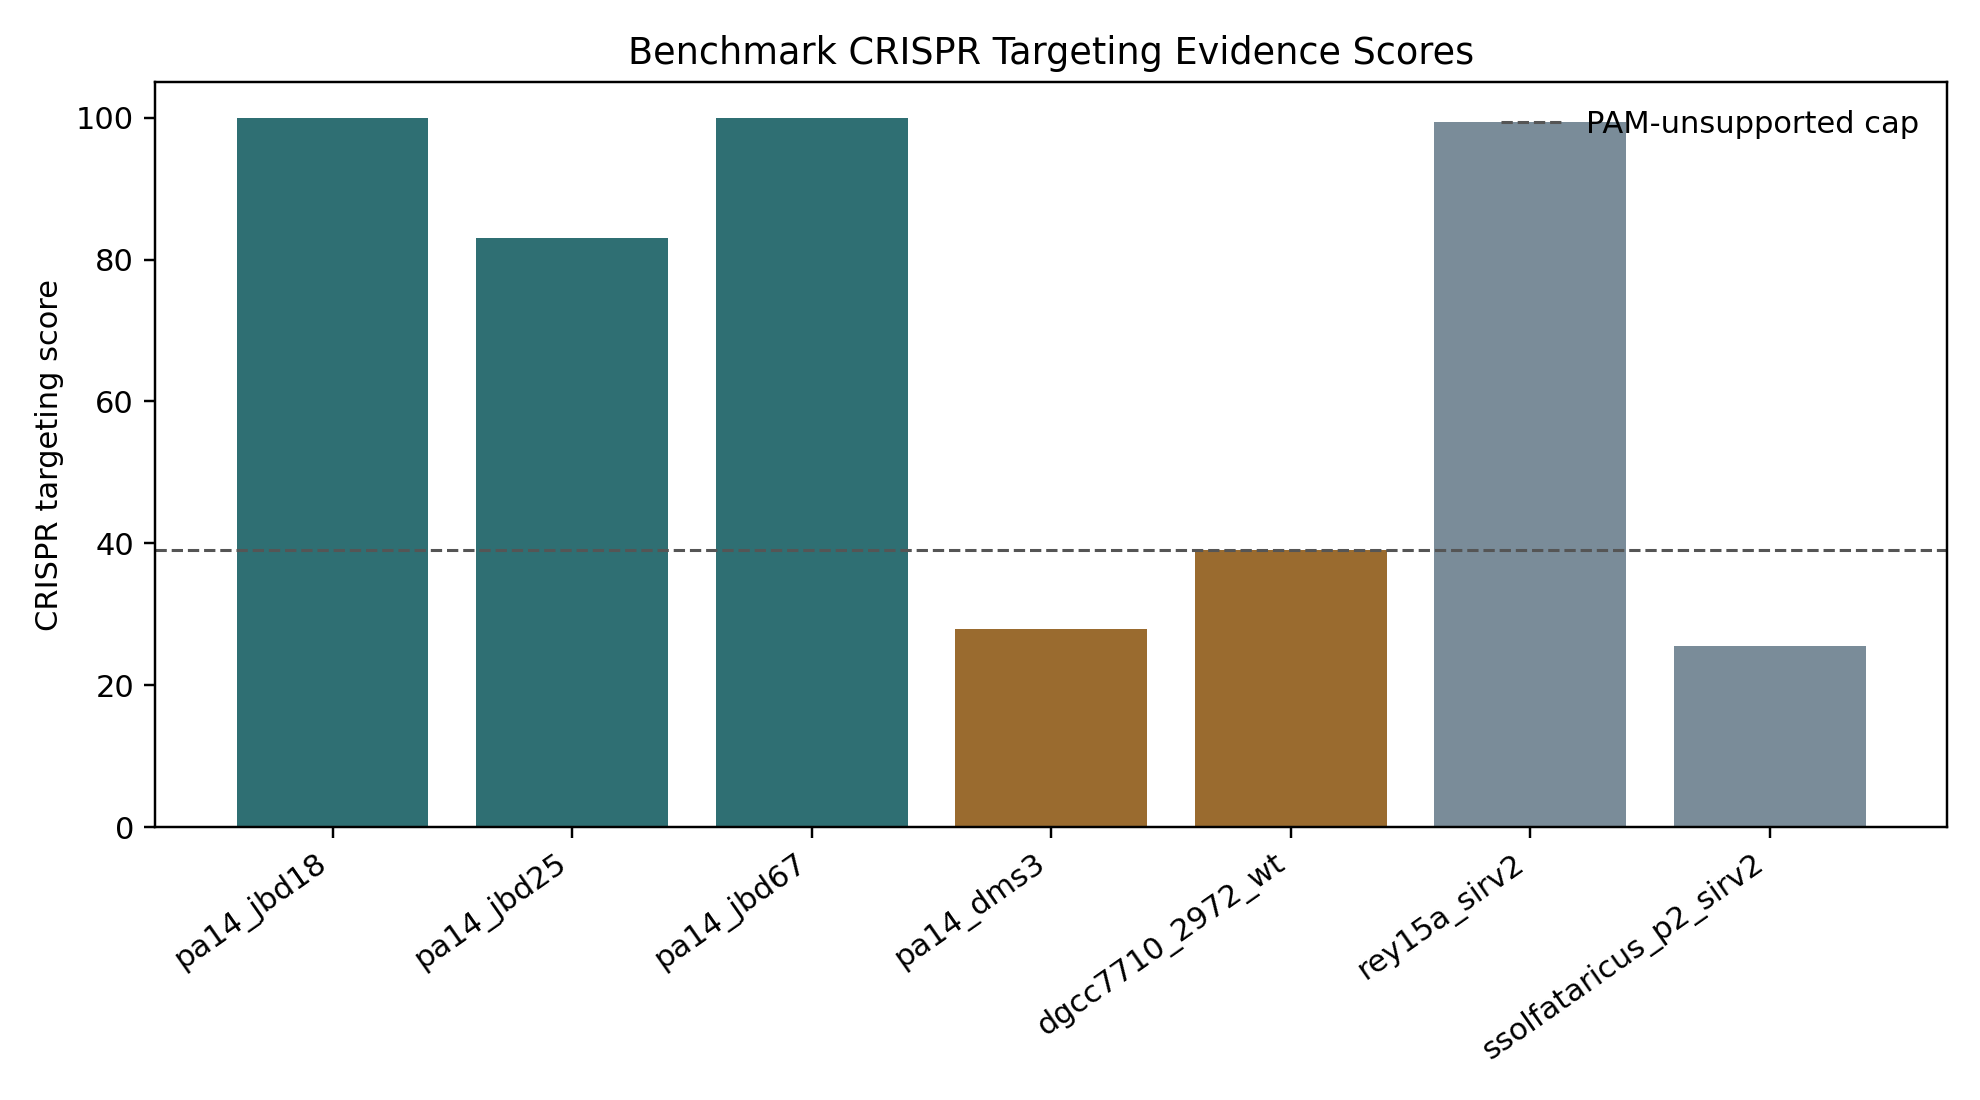 Benchmark CRISPR Targeting Evidence Scores
PAM-unsupported cap
CRISPR targeting score
100
80
60
40
20
0
pa14_jbd18
pa14_jbd25
pa14_jbd67
pa14_dms3
dgcc7710_2972_wt
rey15a_sirv2
ssolfataricus_p2_sirv2